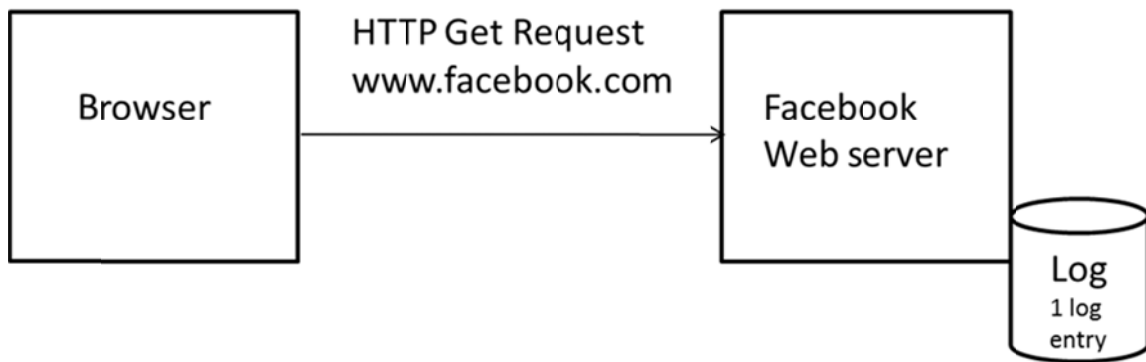 Browser
HTTP Get Request
www.facebook.com
Facebook
Web server
Log
1 log
entry